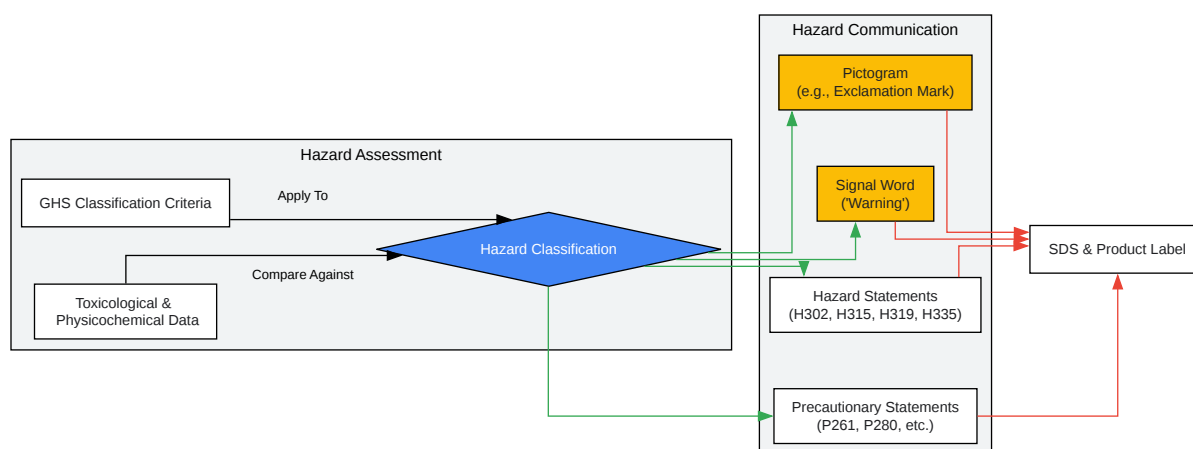 Hazard Communication
Pictogram
(e.g., Exclamation Mark)
Hazard Assessment
GHS Classification Criteria
Apply To
Signal Word
('Warning')
Hazard Classification
SDS & Product Label
Compare Against
Toxicological &
Physicochemical Data
Hazard Statements
(H302, H315, H319, H335)
Precautionary Statements
(P261, P280, etc.)